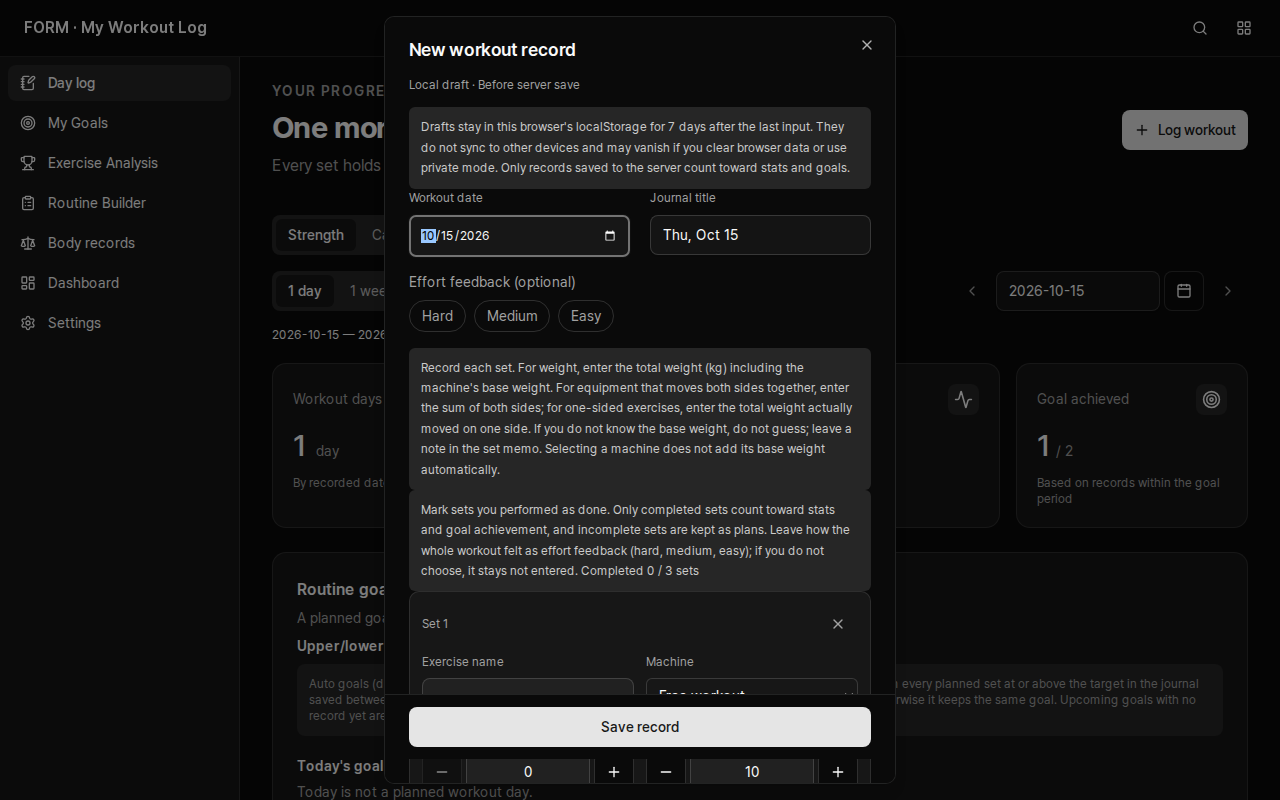 FORM · My Workout Log
Day log
My Goals
Exercise Analysis
Routine Builder
Body records
Dashboard
Settings
YOUR PROGRE
One mor
Every set holds
Log workout
Strength
Ca
1 day
1 wee
2026-10-15
2026-10-15 — 2026
Workout days
1 day
By recorded date
Goal achieved
1 / 2
Based on records within the goal
period
Routine goa
A planned goa
Upper/lower
Auto goals (d
saved betwee
record yet are
every planned set at or above the target in the journal
rwise it keeps the same goal. Upcoming goals with no
Today's goal
Today is not a planned workout day.
New workout record
Local draft · Before server save
Drafts stay in this browser's localStorage for 7 days after the last input. They
do not sync to other devices and may vanish if you clear browser data or use
private mode. Only records saved to the server count toward stats and goals.
Workout date
Journal title
10/15/2026
Thu, Oct 15
Effort feedback (optional)
Hard
Medium
Easy
Record each set. For weight, enter the total weight (kg) including the
machine's base weight. For equipment that moves both sides together, enter
the sum of both sides; for one-sided exercises, enter the total weight actually
moved on one side. If you do not know the base weight, do not guess; leave a
note in the set memo. Selecting a machine does not add its base weight
automatically.
Mark sets you performed as done. Only completed sets count toward stats
and goal achievement, and incomplete sets are kept as plans. Leave how the
whole workout felt as effort feedback (hard, medium, easy); if you do not
choose, it stays not entered. Completed 0 / 3 sets
Set 1
Exercise name
Machine
Free workout
Save record
0
10